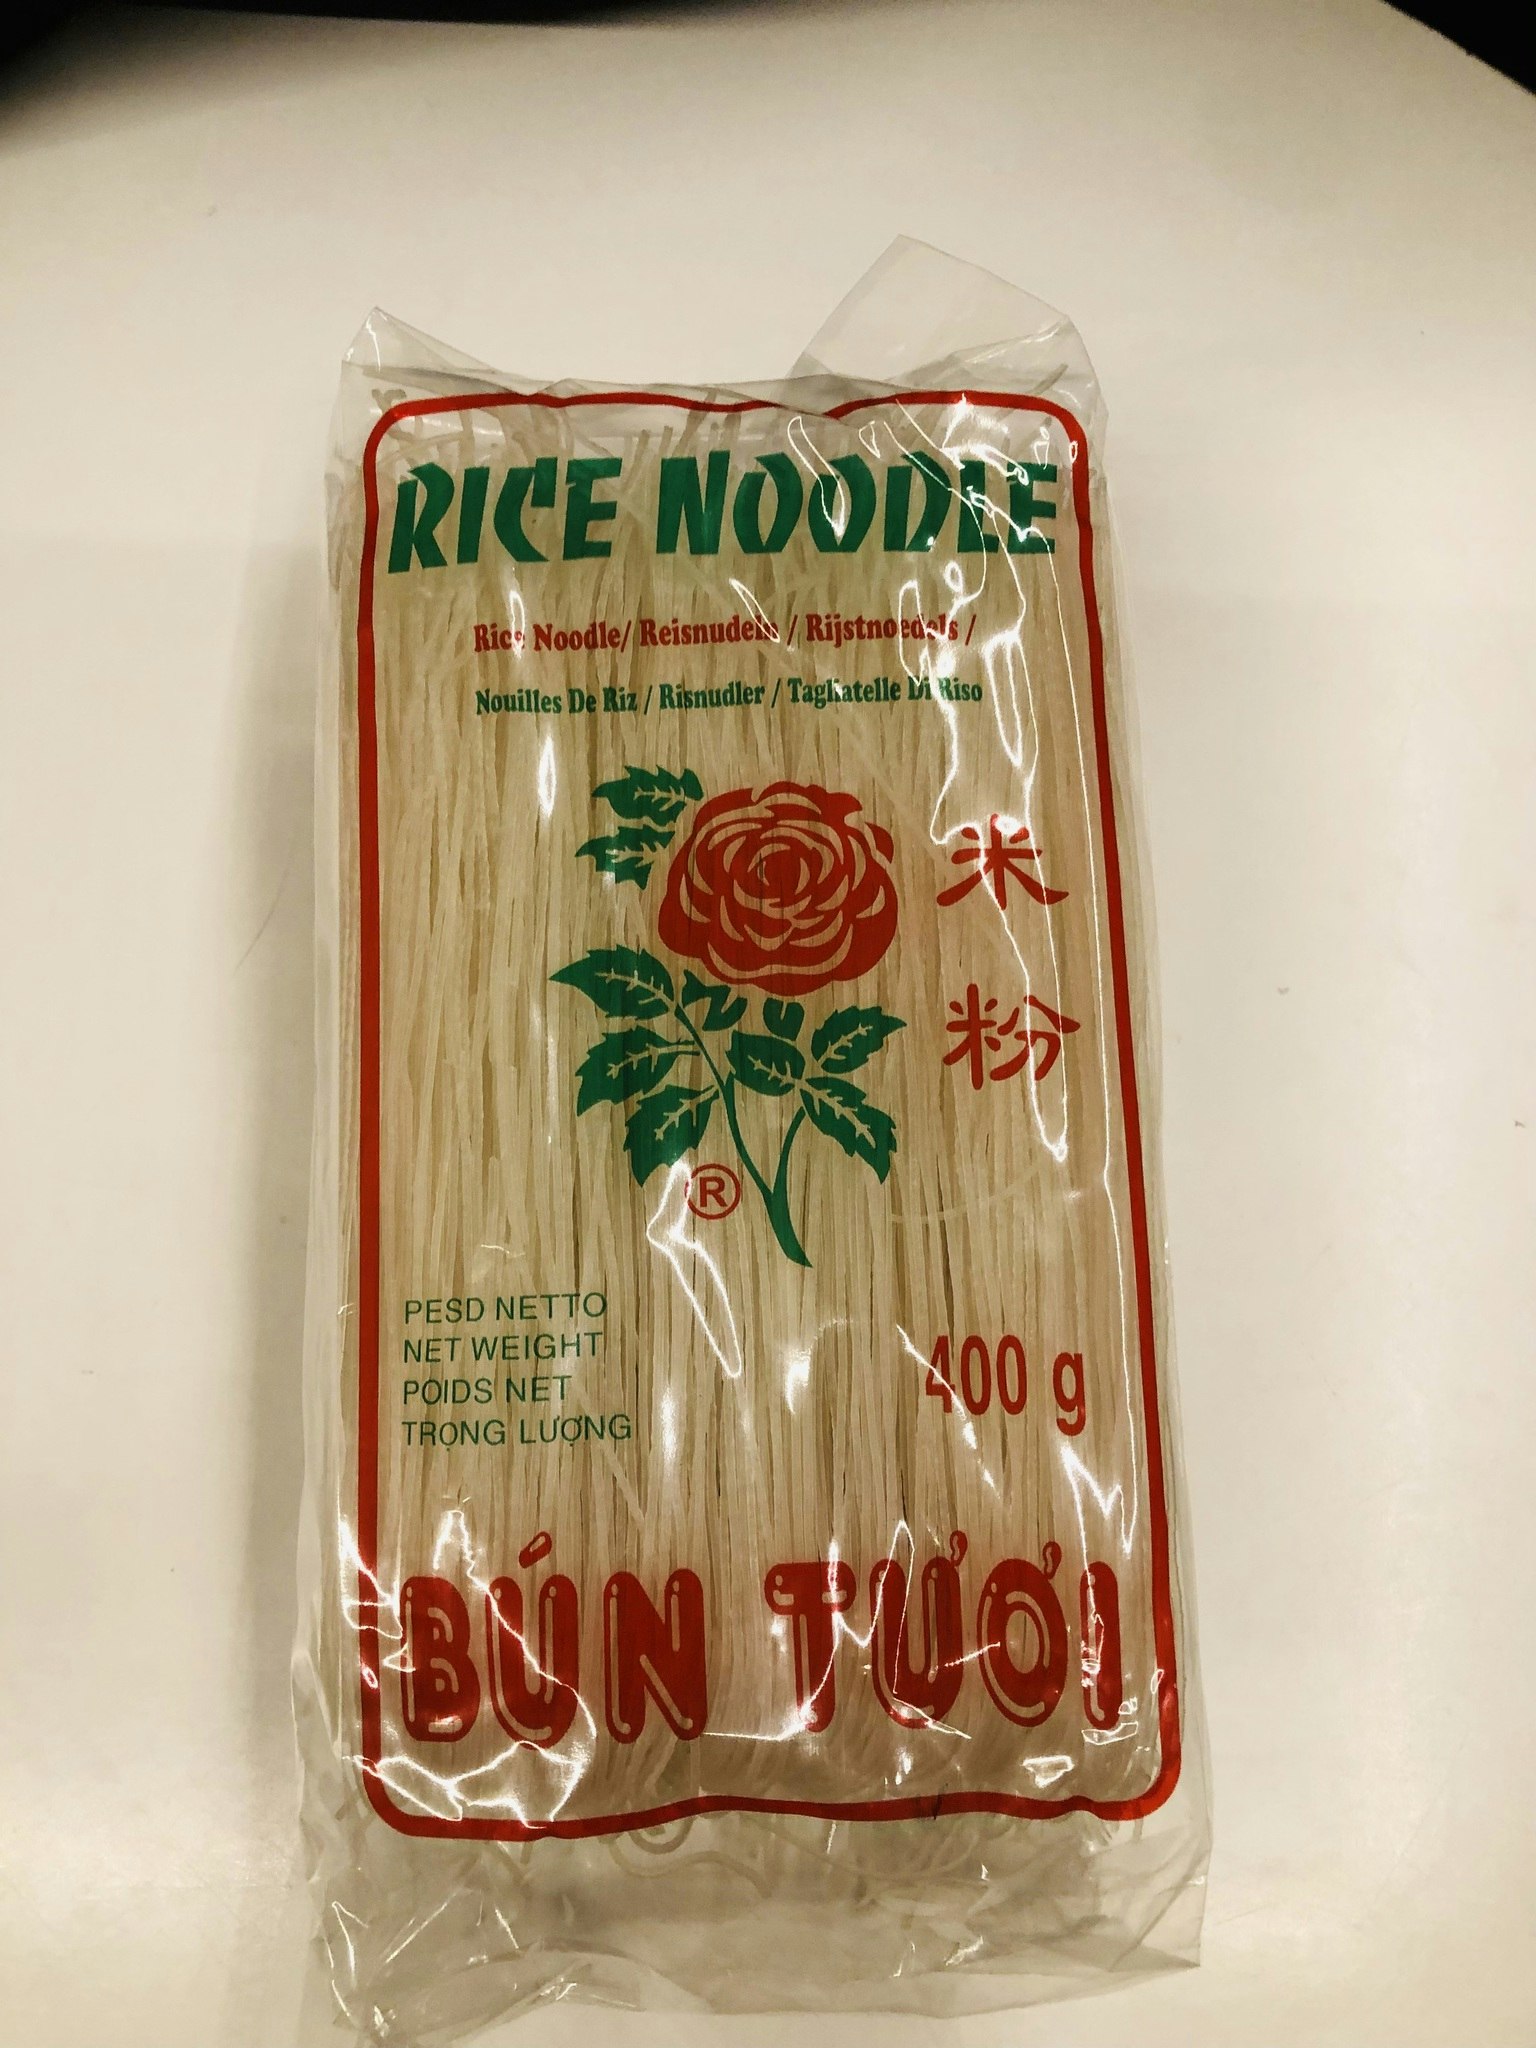 RICE NOODLE
Rice Noodle/ Reisnudeln / Rijstnoedels /
Nouilles De Riz / Risnudler / Tagliatelle Di Riso
米
粉
®
PESD NETTO
NET WEIGHT
POIDS NET
TRỌNG LƯỢNG
400 g
BÚN TƯƠI